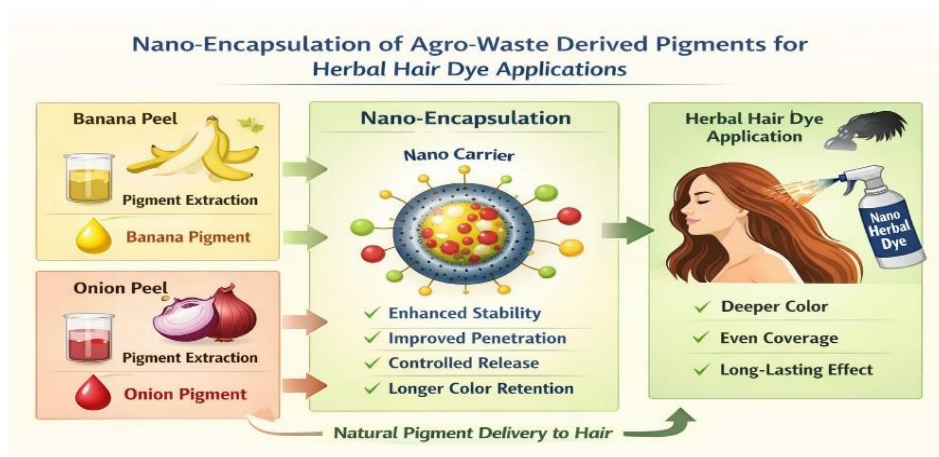 Nano-Encapsulation of Agro-Waste Derived Pigments for
Herbal Hair Dye Applications
Banana Peel
Pigment Extraction
Banana Pigment
Onion Peel
Pigment Extraction
Onion Pigment
Nano-Encapsulation
Nano Carrier
Enhanced Stability
Improved Penetration
Controlled Release
Longer Color Retention
Herbal Hair Dye
Application
Nano
Herbal
Dye
Deeper Color
Even Coverage
Long-Lasting Effect
Natural Pigment Delivery to Hair